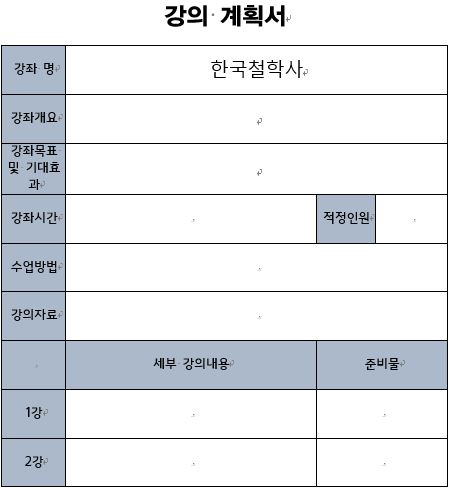 강의 계획서
강좌 명
한국철학사
강좌개요
강좌목표
및 기대효
과
강좌시간
적정인원
수업방법
강의자료
세부 강의내용
준비물
1강
2강